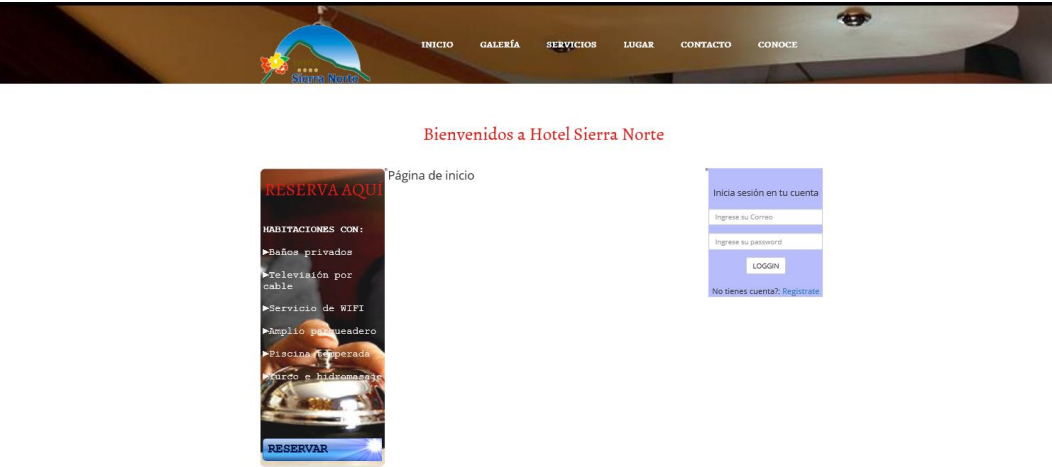 INICIO GALERÍA SERVICIOS LUGAR CONTACTO CONOCE
Sierra Norte
Bienvenidos a Hotel Sierra Norte
RESERVA AQUI
HABITACIONES CON:
►Baños privados
►Televisión por
cable
►Servicio de WIFI
►Amplio parqueadero
►Piscina temperada
►Turco e hidromasaje
RESERVAR
Página de inicio
Inicia sesión en tu cuenta
Ingrese su Correo
Ingrese su password
LOGGIN
No tienes cuenta?: Registrate